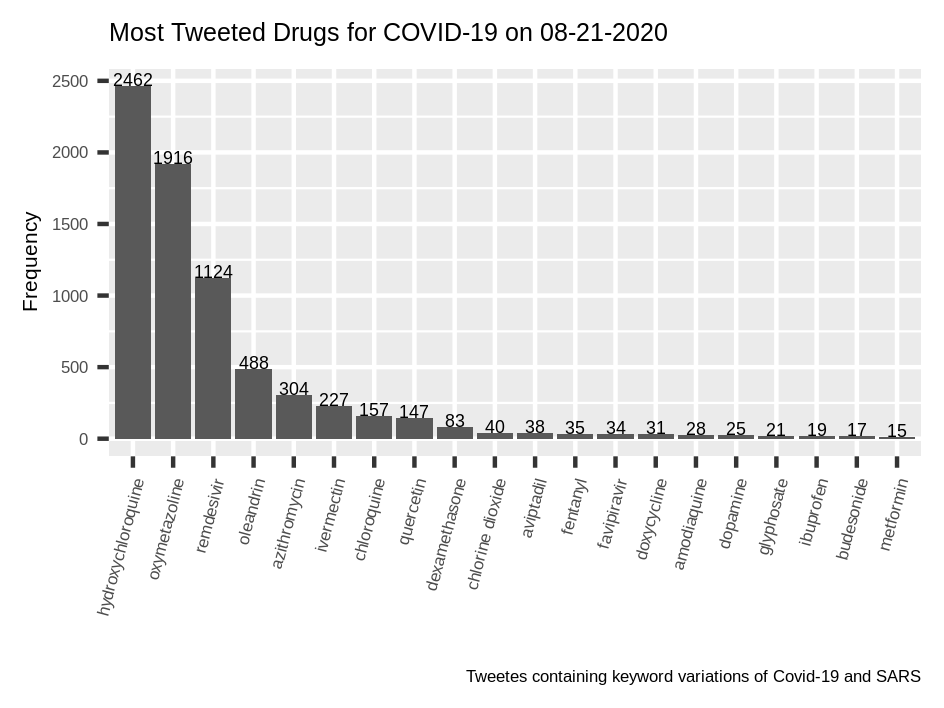 Most Tweeted Drugs for COVID-19 on 08-21-2020
Frequency
2500
2000
1500
1000
500
0
2462
1916
1124
488
304
227
157
147
83
40
38
35
34
31
28
25
21
19
17
15
hydroxychloroquine
oxymetazoline
remdesivir
oleandrin
azithromycin
ivermectin
chloroquine
quercetin
dexamethasone
chlorine dioxide
aviptadil
fentanyl
favipiravir
doxycycline
amodiaquine
dopamine
glyphosate
ibuprofen
budesonide
metformin
Tweetes containing keyword variations of Covid-19 and SARS